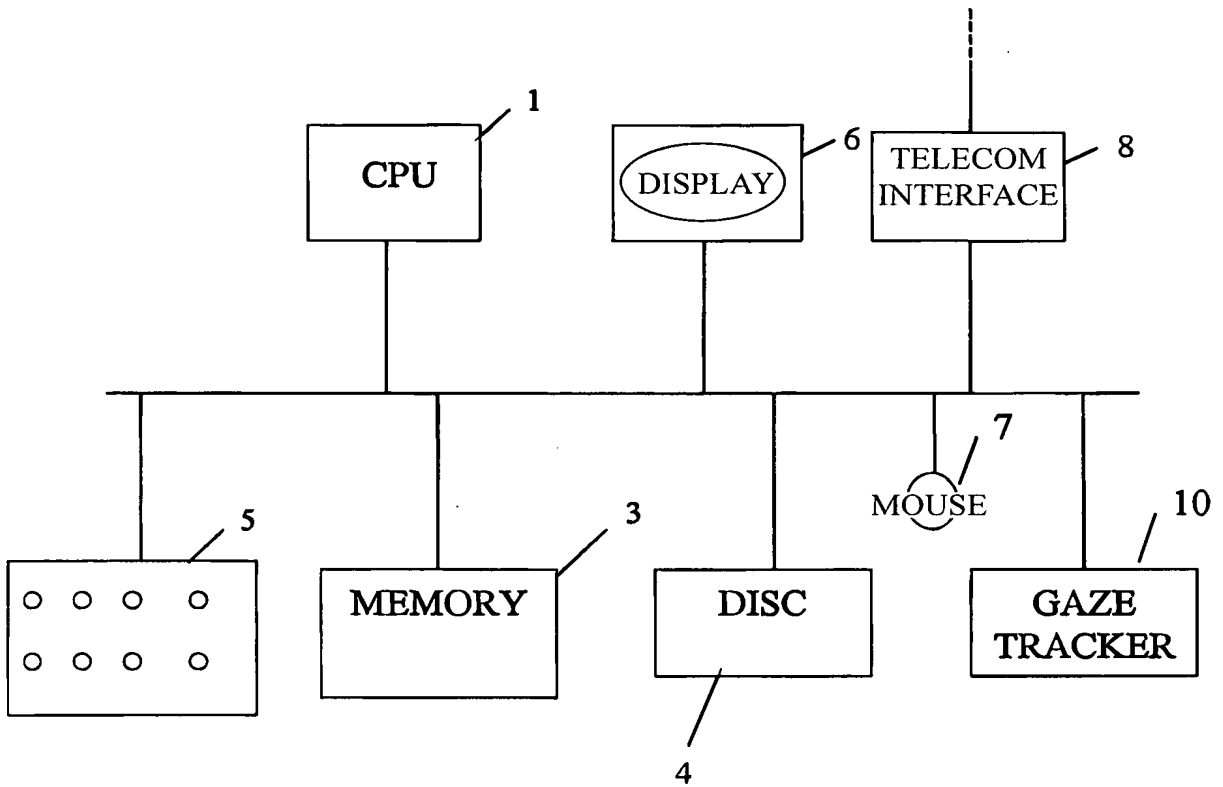 1
CPU
6
DISPLAY
8
TELECOM
INTERFACE
7
MOUSE
5
3
MEMORY
DISC
4
10
GAZE
TRACKER